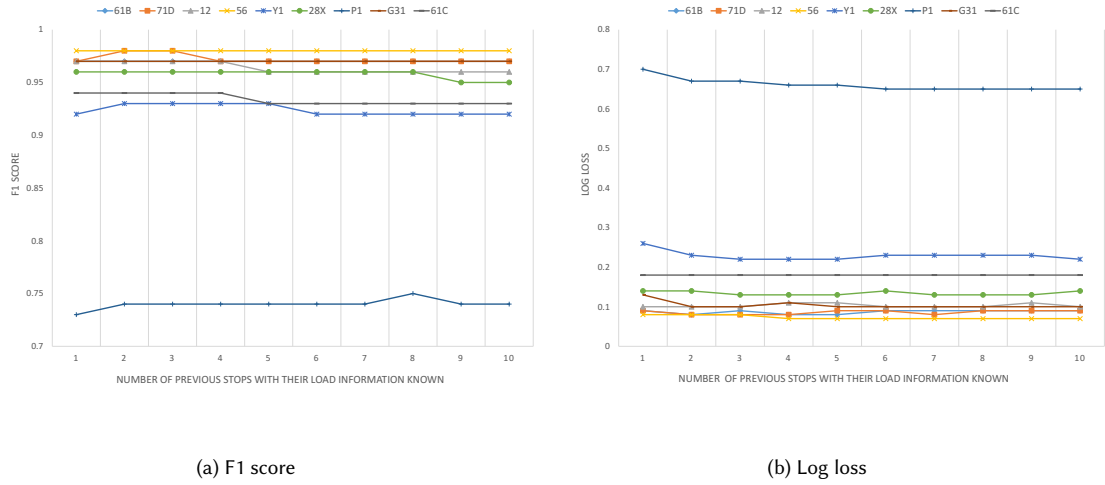 61B 71D 12 56 Y1 28X P1 G31 61C
1
0.95
0.9
0.85
0.8
0.75
0.7
F1 SCORE
1 2 3 4 5 6 7 8 9 10
NUMBER OF PREVIOUS STOPS WITH THEIR LOAD INFORMATION KNOWN
(a) F1 score
61B 71D 12 56 Y1 28X P1 G31 61C
0.8
0.7
0.6
0.5
0.4
0.3
0.2
0.1
0
LOG LOSS
1 2 3 4 5 6 7 8 9 10
NUMBER OF PREVIOUS STOPS WITH THEIR LOAD INFORMATION KNOWN
(b) Log loss